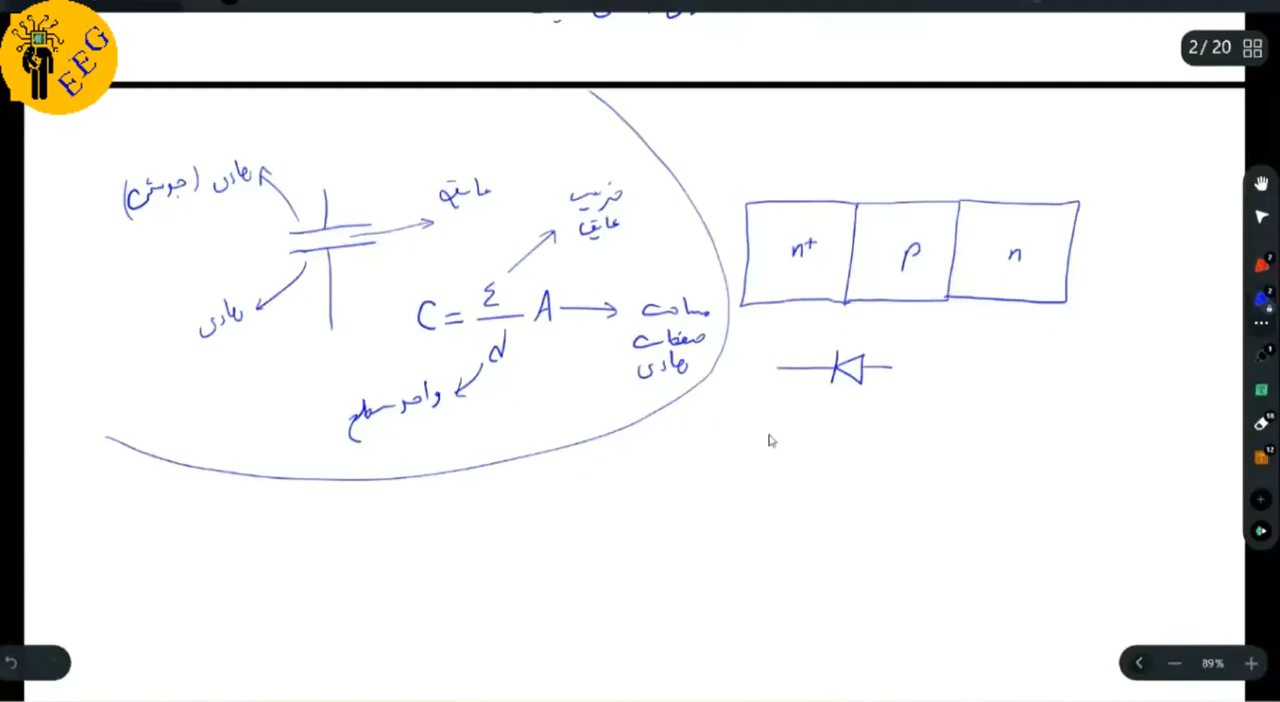 EEG
2/20
هادی (جوشن)
عایق
ضریب
عایق
C = ε/d A
مساحت
صفحات
هادی
هادی
واحد سطح
n+
p
n
89%